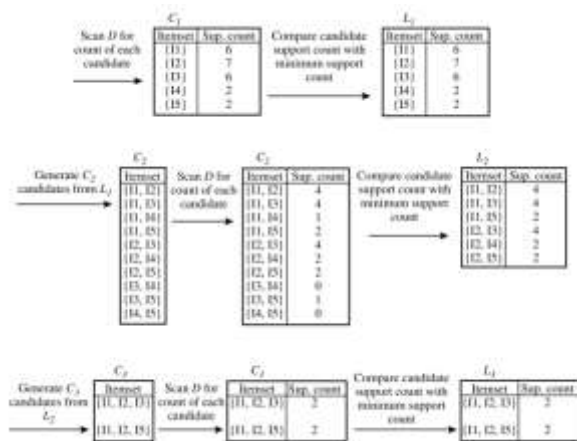 C1
L1
Scan D for
count of each
candidate
Itemset Sup. count
{I1} 6
{I2} 7
{I3} 6
{I4} 2
{I5} 2
Compare candidate
support count with
minimum support
count
Itemset Sup. count
{I1} 6
{I2} 7
{I3} 6
{I4} 2
{I5} 2
Generate C2
candidates from L1
C2
Itemset
{I1, I2}
{I1, I3}
{I1, I4}
{I1, I5}
{I2, I3}
{I2, I4}
{I2, I5}
{I3, I4}
{I3, I5}
{I4, I5}
Scan D for
count of each
candidate
C2
Itemset Sup. count
{I1, I2} 4
{I1, I3} 4
{I1, I4} 1
{I1, I5} 2
{I2, I3} 4
{I2, I4} 2
{I2, I5} 2
{I3, I4} 0
{I3, I5} 1
{I4, I5} 0
Compare candidate
support count with
minimum support
count
L2
Itemset Sup. count
{I1, I2} 4
{I1, I3} 4
{I1, I5} 2
{I2, I3} 4
{I2, I4} 2
{I2, I5} 2
Generate C3
candidates from
L2
C3
Itemset
{I1, I2, I3}
{I1, I2, I5}
Scan D for
count of each
candidate
C3
Itemset Sup. count
{I1, I2, I3} 2
{I1, I2, I5} 2
Compare candidate
support count with
minimum support
count
L3
Itemset Sup. count
{I1, I2, I3} 2
{I1, I2, I5} 2